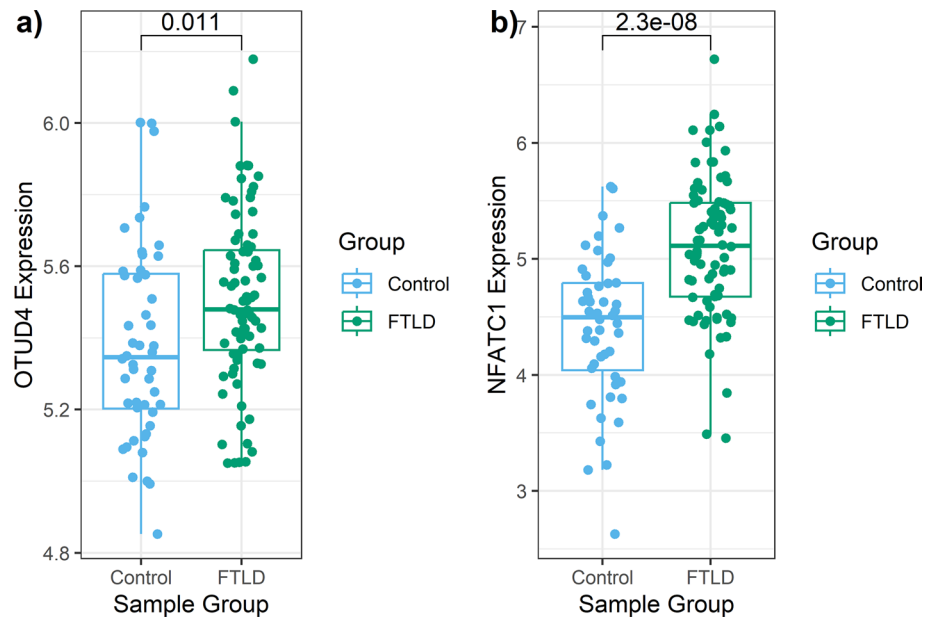 a)
0.011
6.0
5.6
5.2
4.8
OTUD4 Expression
Control
FTLD
Sample Group
Group
Control
FTLD
b)
2.3e-08
7
6
5
4
3
NFATC1 Expression
Control
FTLD
Sample Group
Group
Control
FTLD